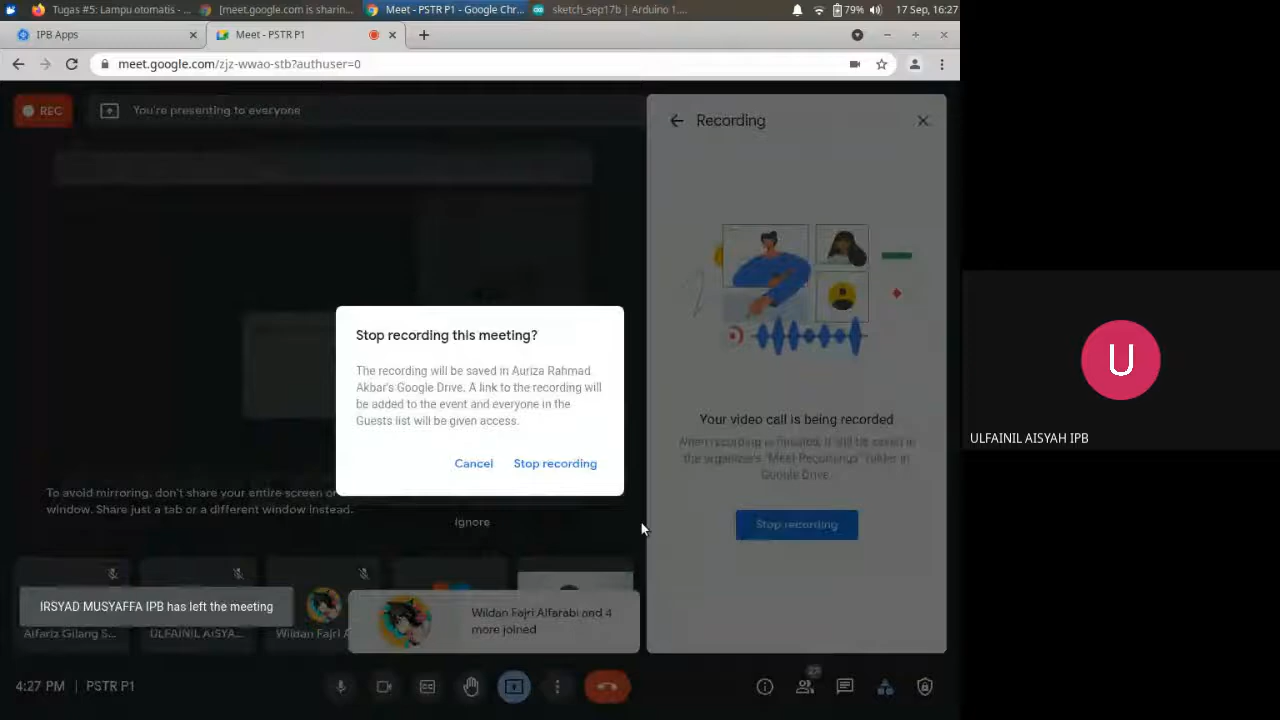 Tugas #5: Lampu otomatis - ...
[meet.google.com is sharin...
Meet - PSTR P1 - Google Chr...
sketch_sep17b | Arduino 1....
79%
17 Sep, 16:27
IPB Apps
Meet - PSTR P1
meet.google.com/zjz-wwao-stb?authuser=0
REC
You're presenting to everyone
Recording
Stop recording this meeting?
The recording will be saved in Auriza Rahmad
Akbar's Google Drive. A link to the recording will
be added to the event and everyone in the
Guests list will be given access.
Cancel
Stop recording
Your video call is being recorded
When recording is finished, it will be saved in
the organizer's "Meet Recordings" folder in
Google Drive.
Stop recording
To avoid mirroring, don't share your entire screen or
window. Share just a tab or a different window instead.
Ignore
IRSYAD MUSYAFFA IPB has left the meeting
Wildan Fajri Alfarabi and 4
more joined
Alfariz Gilang S...
ULFAINIL AISYA...
Wildan Fajri A
4:27 PM
PSTR P1
U
ULFAINIL AISYAH IPB